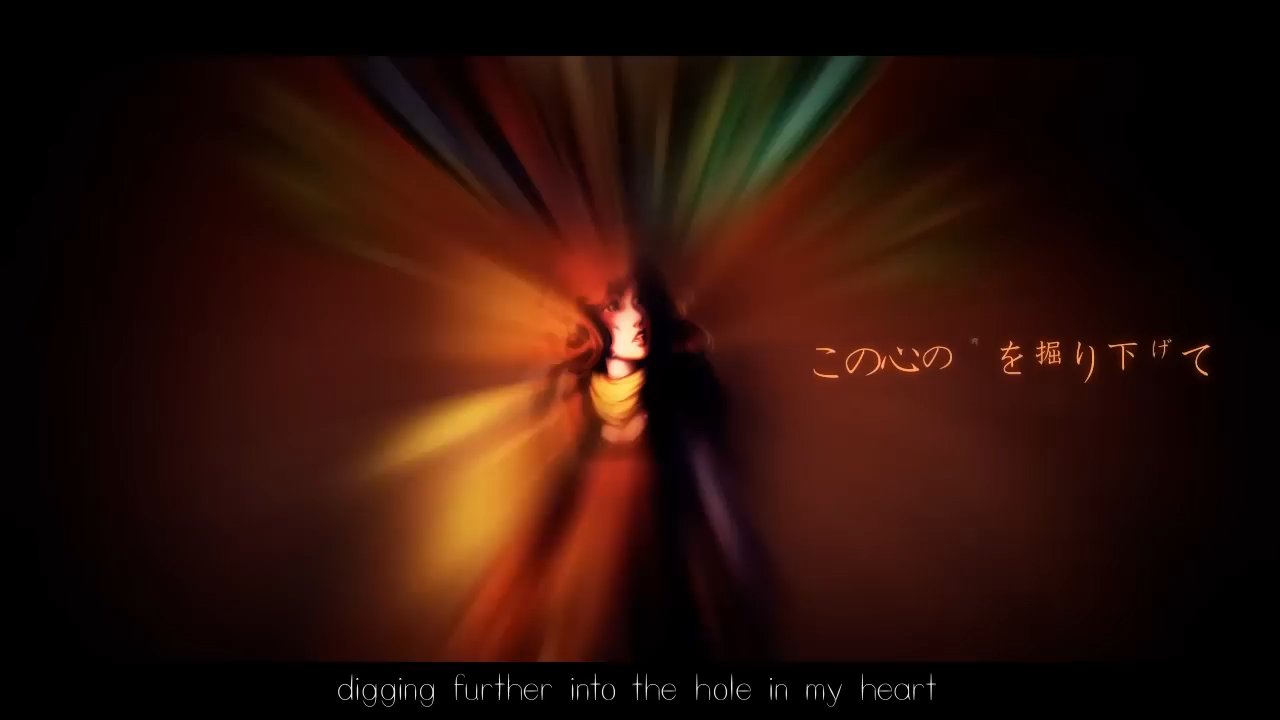 この心の を掘り下げて
digging further into the hole in my heart